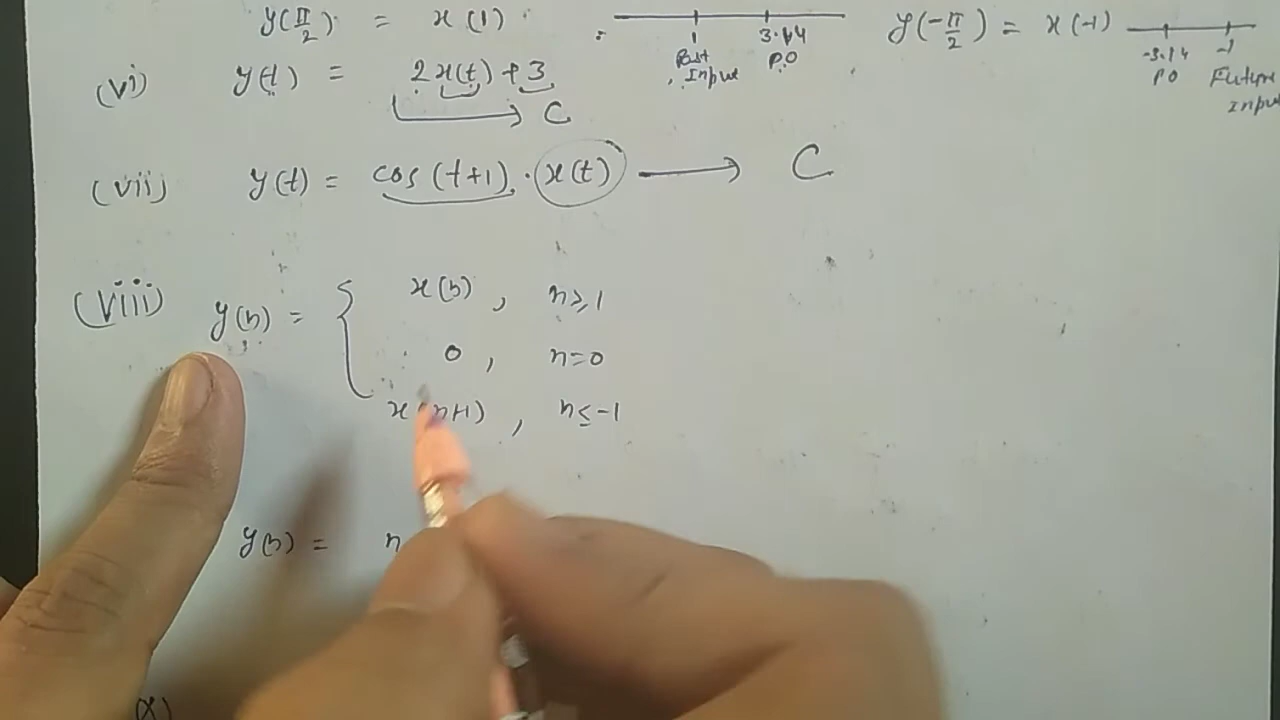 y(π/2) = x(1) . : 1 3.14 y(-π/2) = x(-1) -3.14 -1
Past Input P.O P.O Future Input
(vi) y(t) = 2x(t) + 3
C
(vii) y(t) = cos(t+1) . x(t) → C
(viii) y(n) = { x(n) , n≥1
0 , n=0
x(n+1) , n≤-1
y(n) = n
(x)